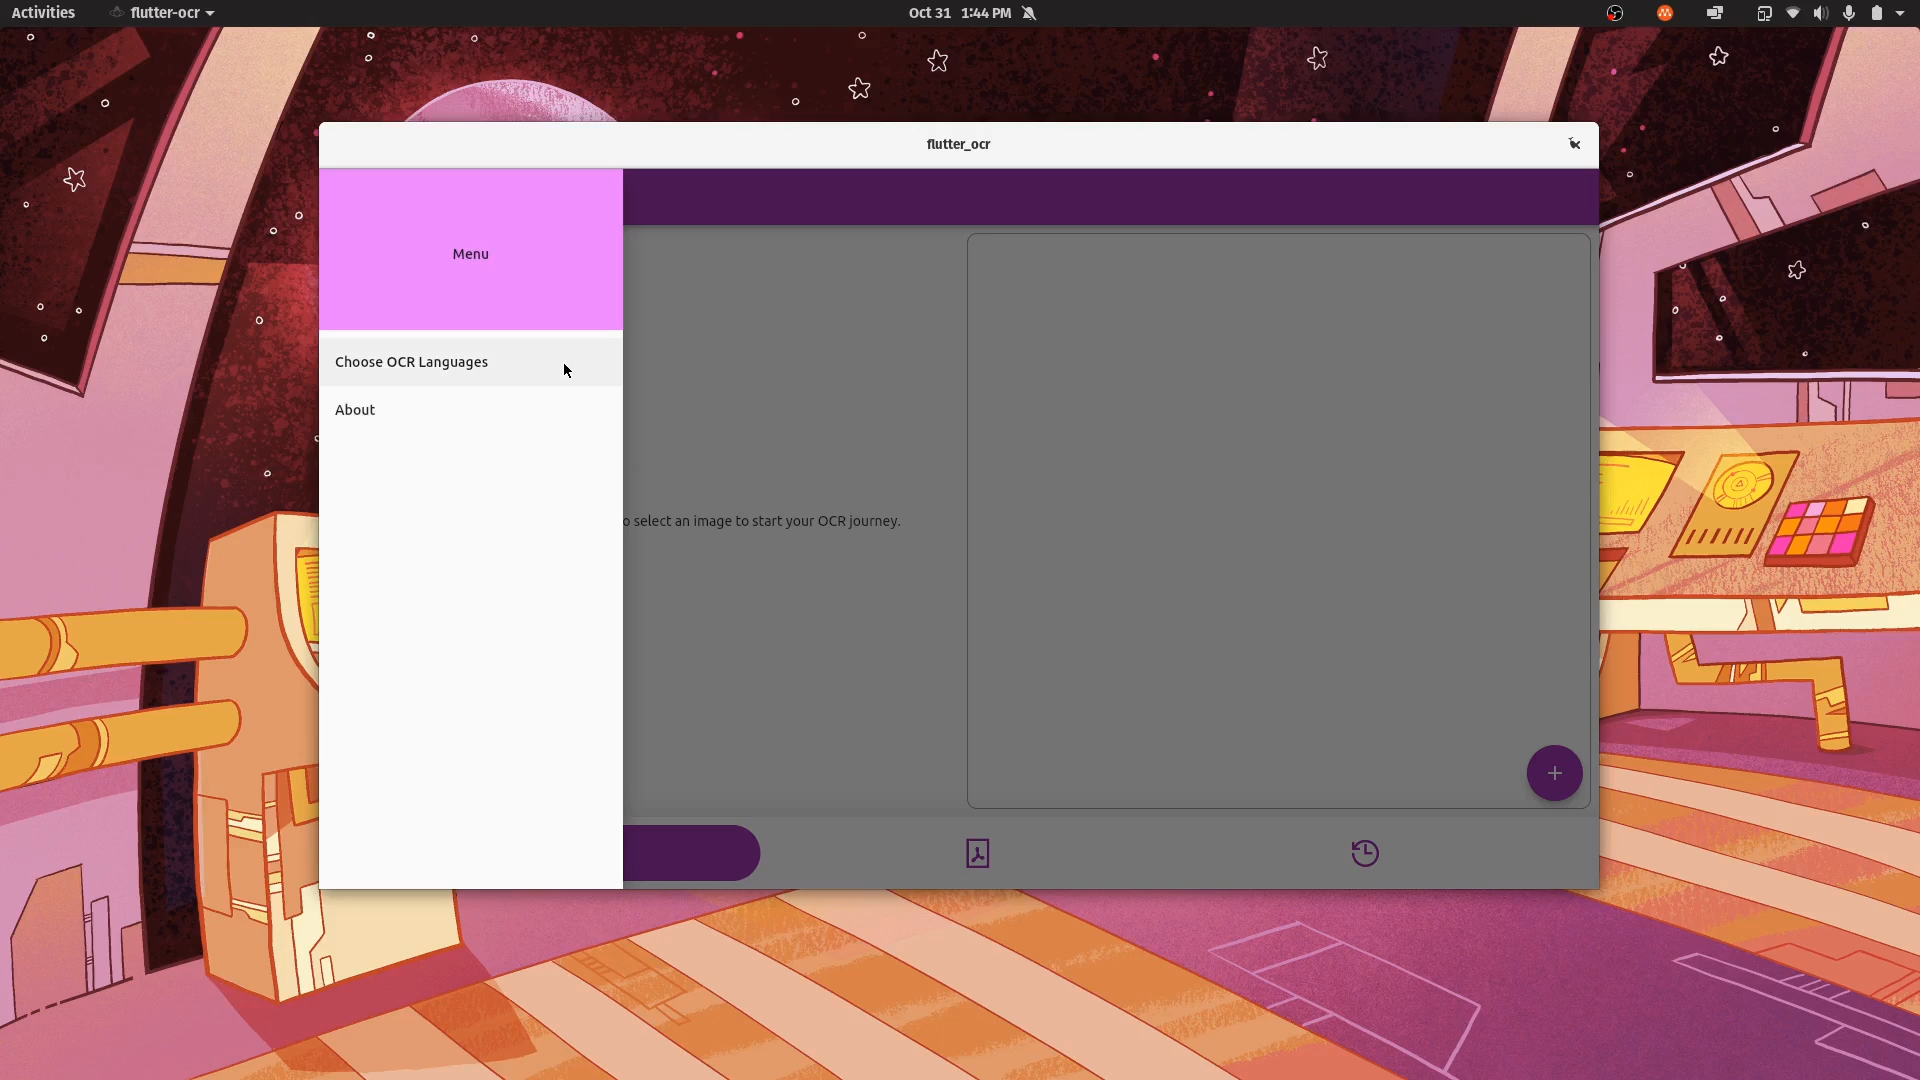 Activities flutter-ocr Oct 31 1:44 PM
flutter_ocr
Menu
Choose OCR Languages
About
select an image to start your OCR journey.